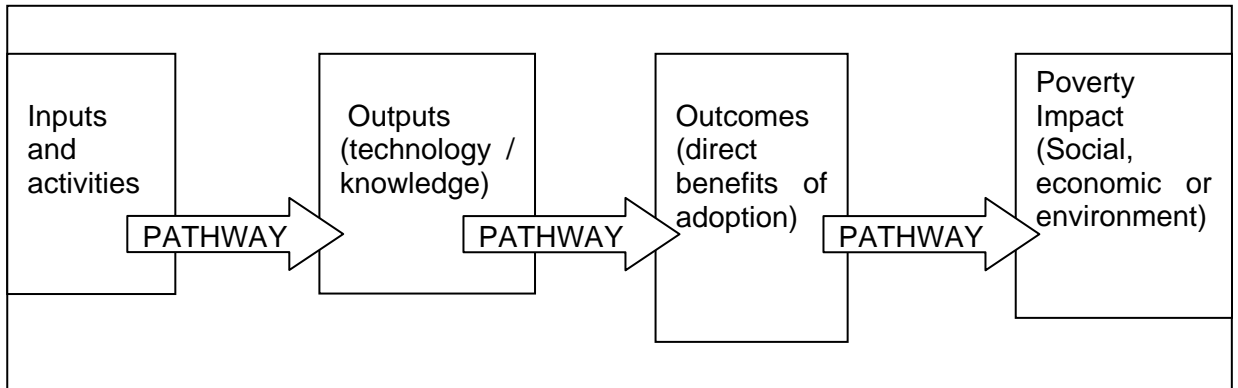 Inputs
and
activities
PATHWAY
Outputs
(technology /
knowledge)
PATHWAY
Outcomes
(direct
benefits of
adoption)
PATHWAY
Poverty
Impact
(Social,
economic or
environment)